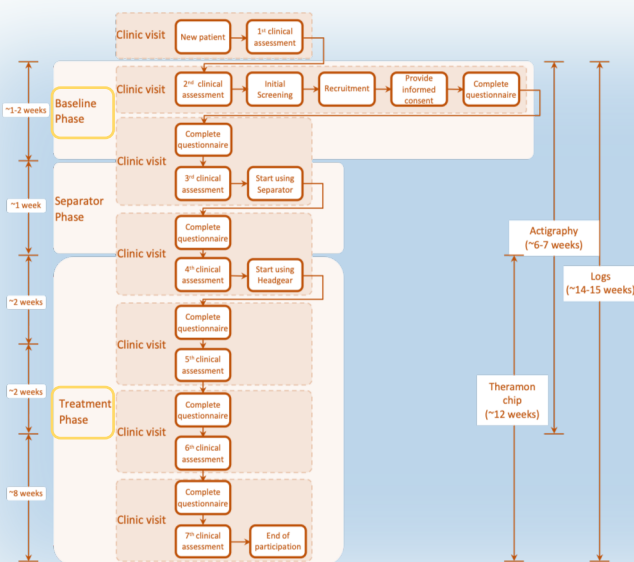 Clinic visit
New patient
1st clinical
assessment
~1-2 weeks
Baseline
Phase
Clinic visit
2nd clinical
assessment
Initial
Screening
Recruitment
Provide
informed
consent
Complete
questionnaire
Clinic visit
Complete
questionnaire
3rd clinical
assessment
Start using
Separator
~1 week
Separator
Phase
Clinic visit
Complete
questionnaire
4th clinical
assessment
Start using
Headgear
~2 weeks
Clinic visit
Complete
questionnaire
5th clinical
assessment
~2 weeks
Treatment
Phase
Clinic visit
Complete
questionnaire
6th clinical
assessment
~8 weeks
Clinic visit
Complete
questionnaire
7th clinical
assessment
End of
participation
Actigraphy
(~6-7 weeks)
Logs
(~14-15 weeks)
Theramon
chip
(~12 weeks)